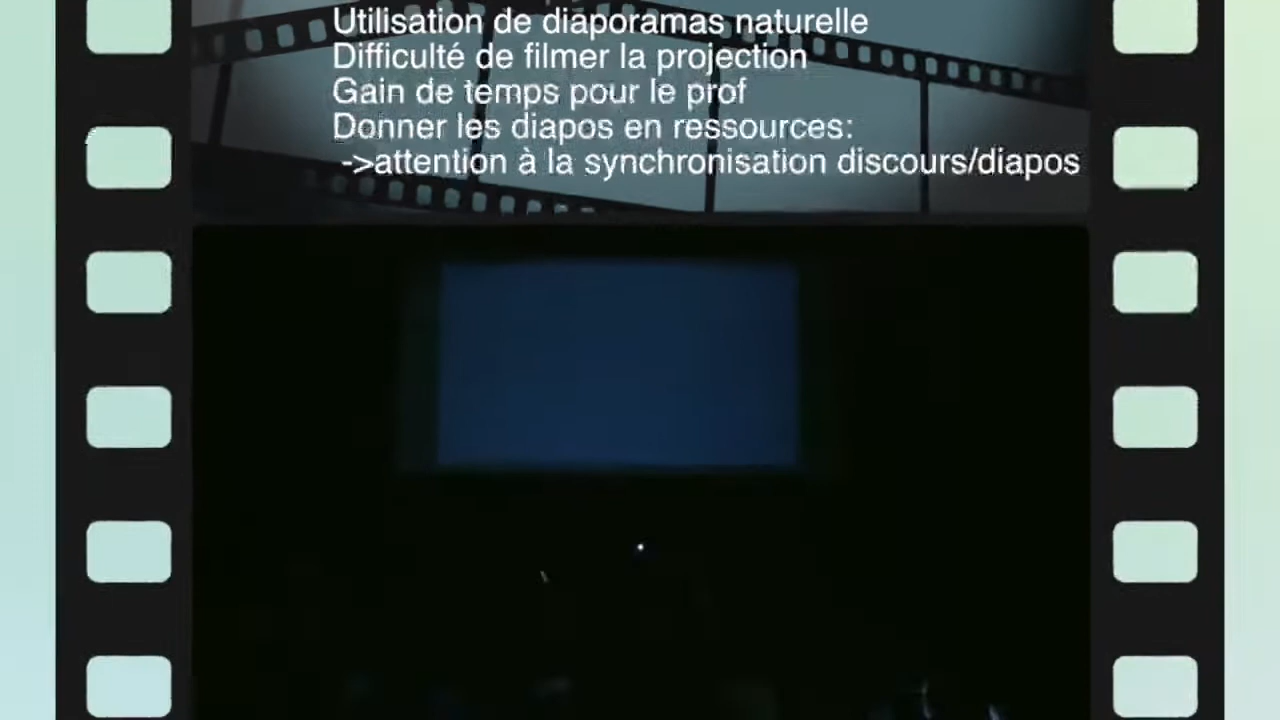 Utilisation de diaporamas naturelle
Difficulté de filmer la projection
Gain de temps pour le prof
Donner les diapos en ressources:
->attention à la synchronisation discours/diapos